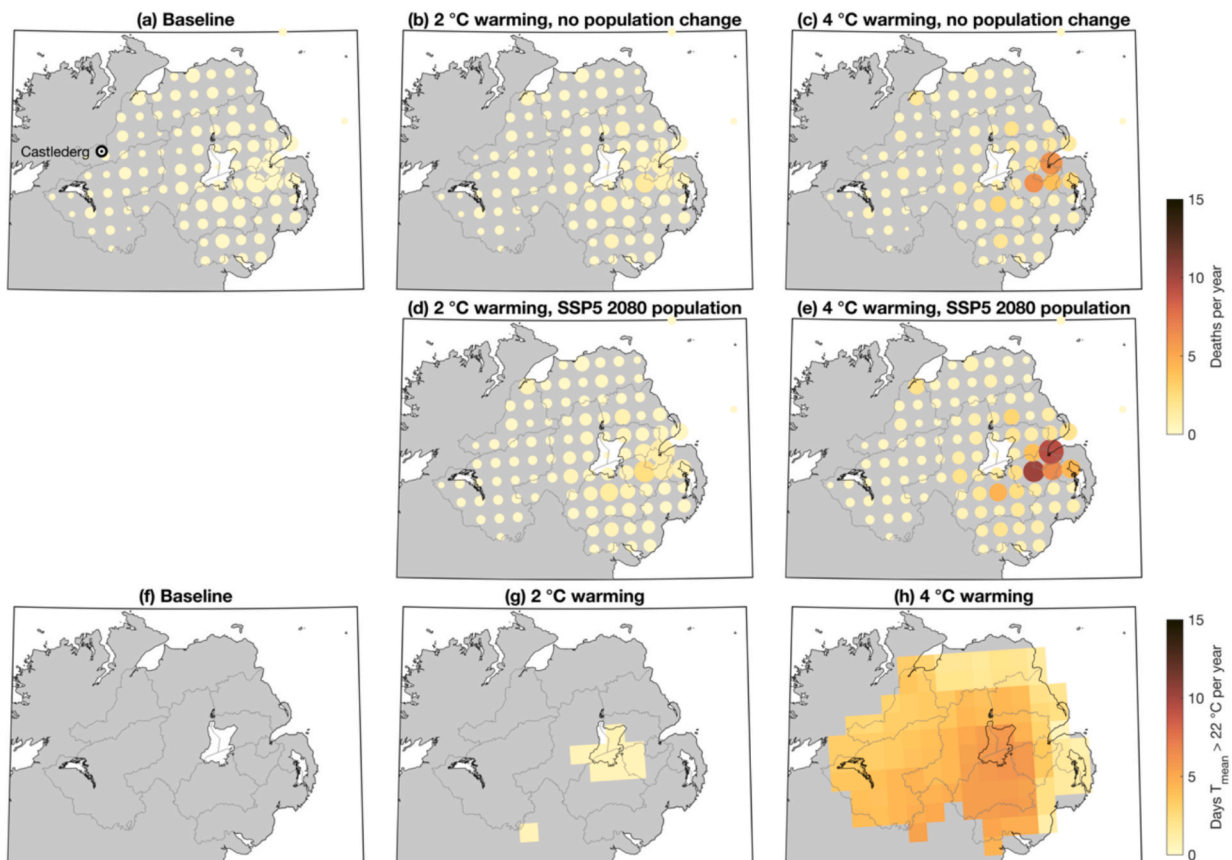 (a) Baseline
(b) 2 °C warming, no population change
(c) 4 °C warming, no population change
Castlederg
(d) 2 °C warming, SSP5 2080 population
(e) 4 °C warming, SSP5 2080 population
15
10
5
0
Deaths per year
(f) Baseline
(g) 2 °C warming
(h) 4 °C warming
15
10
5
0
Days Tmean > 22 °C per year